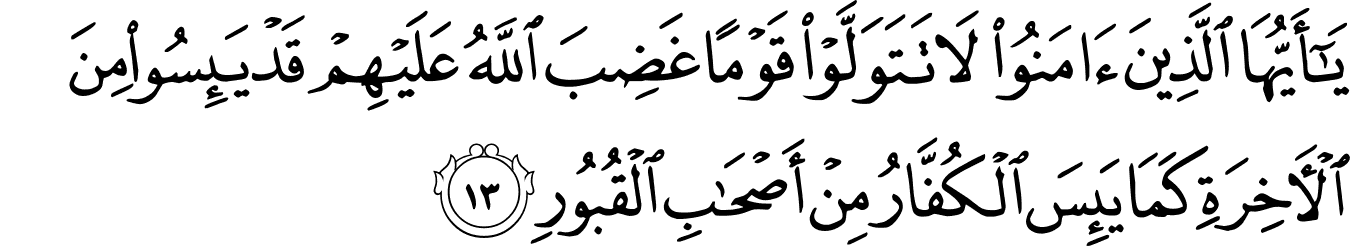 يَـٰٓأَيُّهَا ٱلَّذِينَ ءَامَنُوا۟ لَا تَتَوَلَّوْا۟ قَوْمًا غَضِبَ ٱللَّهُ عَلَيْهِمْ قَدْ يَئِسُوا۟ مِنَ
ٱلْـَٔاخِرَةِ كَمَا يَئِسَ ٱلْكُفَّارُ مِنْ أَصْحَـٰبِ ٱلْقُبُورِ ١٣